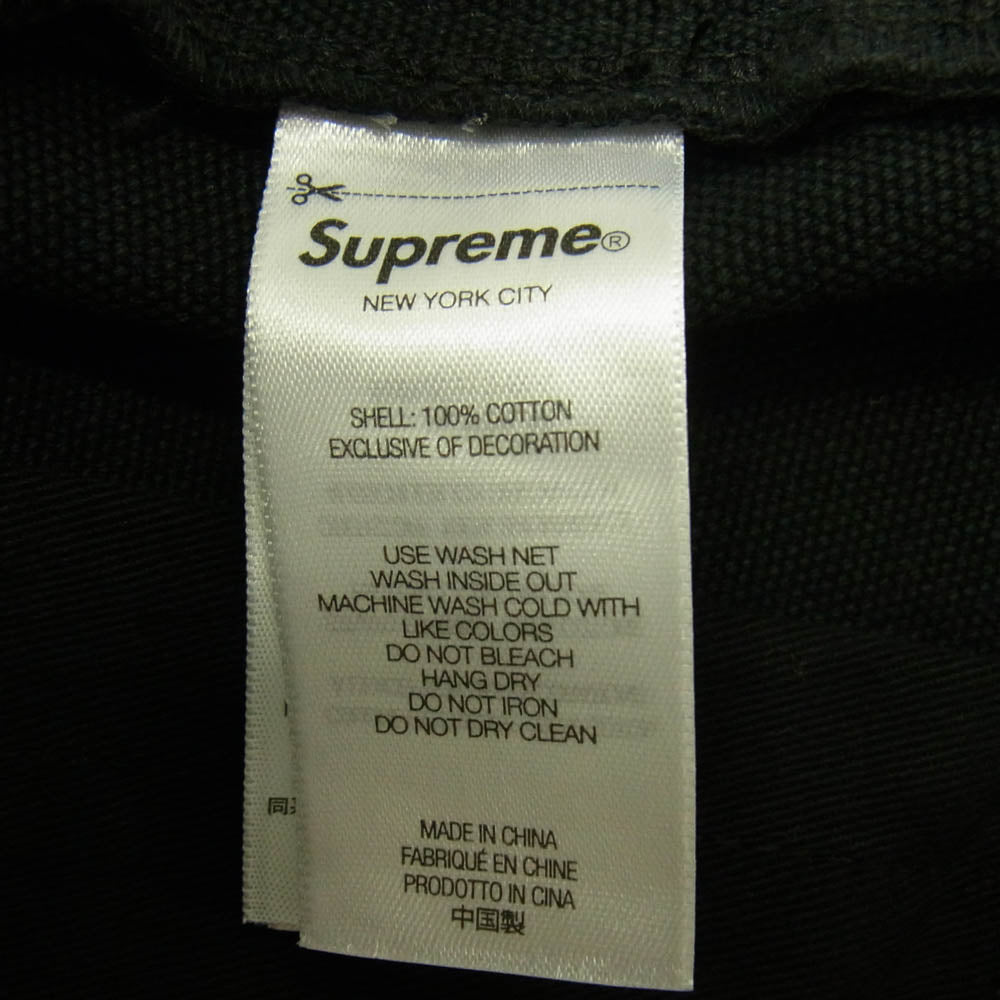 Supreme®
NEW YORK CITY
SHELL: 100% COTTON
EXCLUSIVE OF DECORATION
USE WASH NET
WASH INSIDE OUT
MACHINE WASH COLD WITH
LIKE COLORS
DO NOT BLEACH
HANG DRY
DO NOT IRON
DO NOT DRY CLEAN
同
MADE IN CHINA
FABRIQUÉ EN CHINE
PRODOTTO IN CINA
中国製